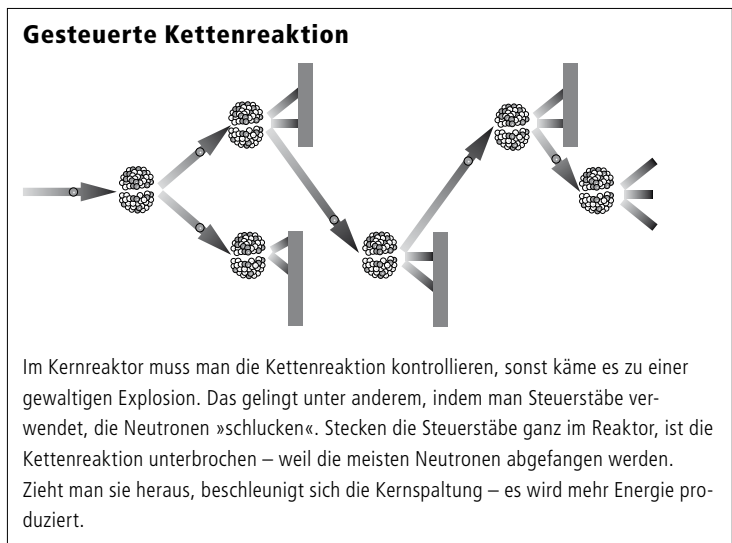 Gesteuerte Kettenreaktion
Im Kernreaktor muss man die Kettenreaktion kontrollieren, sonst käme es zu einer
gewaltigen Explosion. Das gelingt unter anderem, indem man Steuerstäbe ver-
wendet, die Neutronen »schlucken«. Stecken die Steuerstäbe ganz im Reaktor, ist die
Kettenreaktion unterbrochen – weil die meisten Neutronen abgefangen werden.
Zieht man sie heraus, beschleunigt sich die Kernspaltung – es wird mehr Energie pro-
duziert.